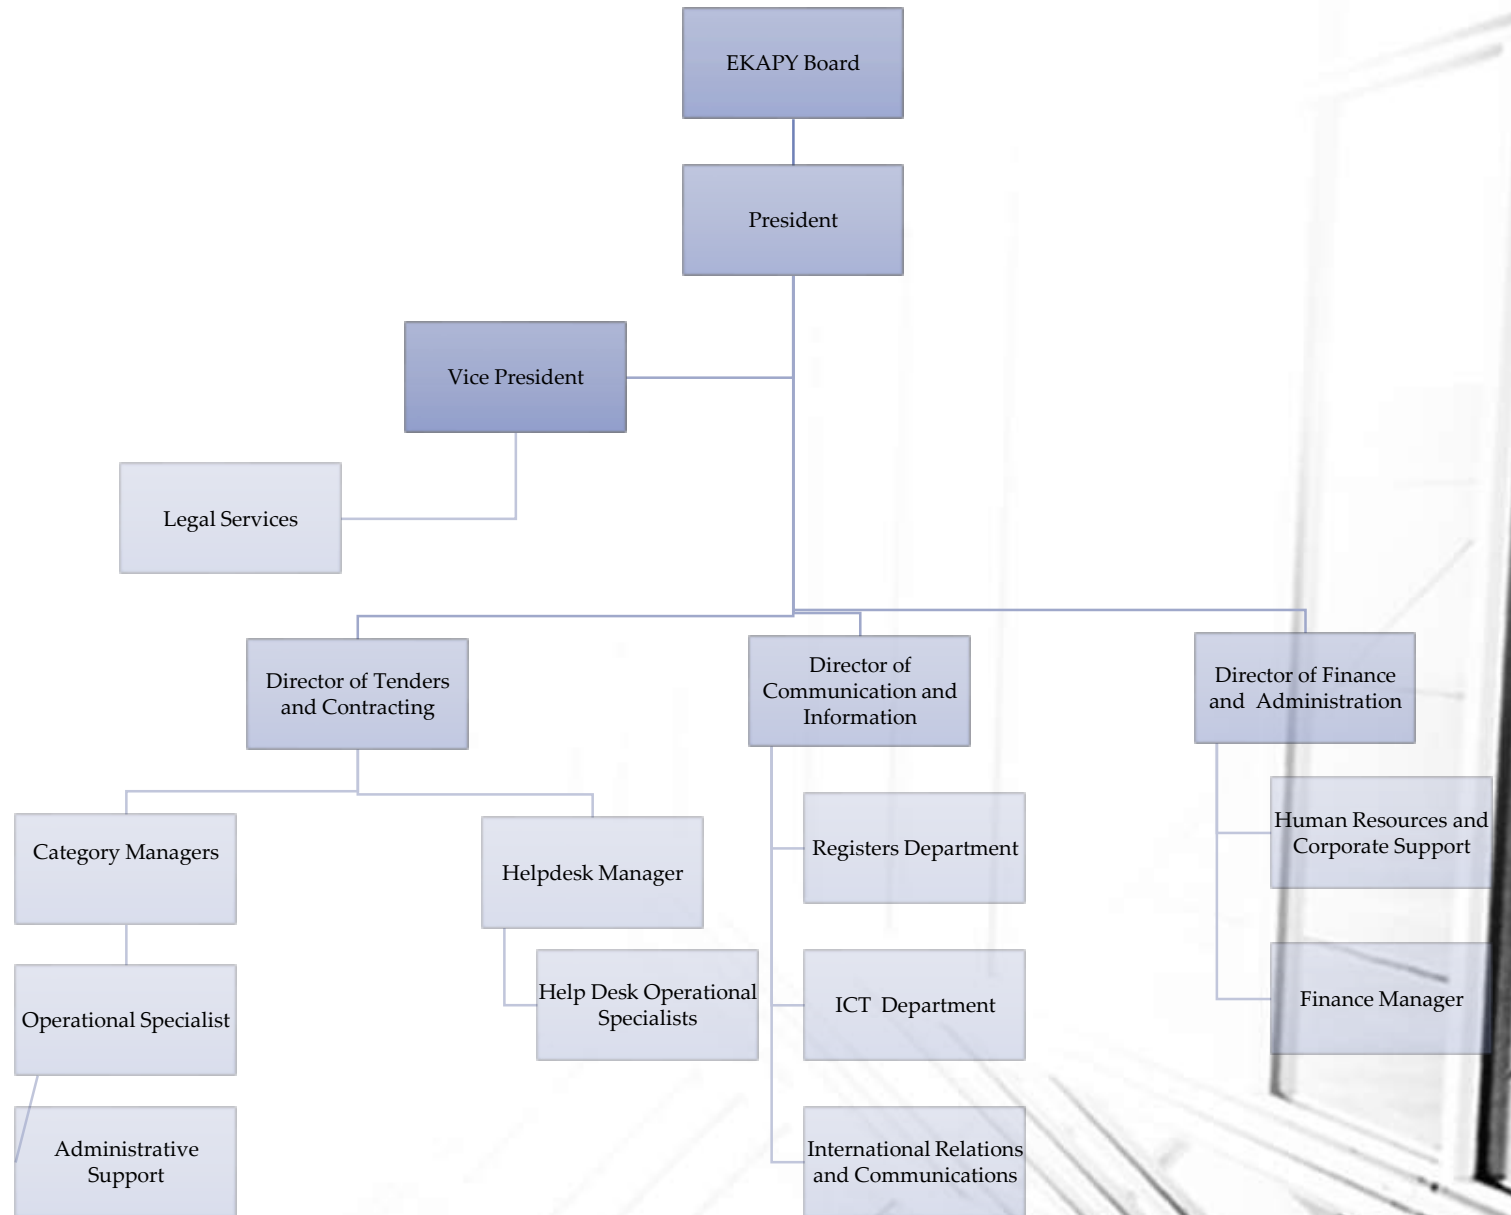 EKAPY Board
President
Vice President
Legal Services
Director of Tenders
and Contracting
Director of
Communication and
Information
Director of Finance
and  Administration
Category Managers
Helpdesk Manager
Registers Department
Human Resources and
Corporate Support
Operational Specialist
Help Desk Operational
Specialists
ICT  Department
Finance Manager
Administrative
Support
International Relations
and Communications